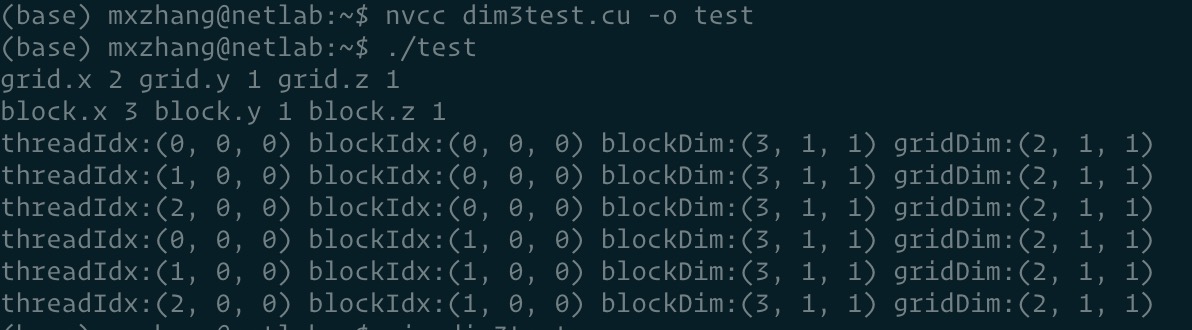 (base) mxzhang@netlab:~$ nvcc dim3test.cu -o test
(base) mxzhang@netlab:~$ ./test
grid.x 2 grid.y 1 grid.z 1
block.x 3 block.y 1 block.z 1
threadIdx:(0, 0, 0) blockIdx:(0, 0, 0) blockDim:(3, 1, 1) gridDim:(2, 1, 1)
threadIdx:(1, 0, 0) blockIdx:(0, 0, 0) blockDim:(3, 1, 1) gridDim:(2, 1, 1)
threadIdx:(2, 0, 0) blockIdx:(0, 0, 0) blockDim:(3, 1, 1) gridDim:(2, 1, 1)
threadIdx:(0, 0, 0) blockIdx:(1, 0, 0) blockDim:(3, 1, 1) gridDim:(2, 1, 1)
threadIdx:(1, 0, 0) blockIdx:(1, 0, 0) blockDim:(3, 1, 1) gridDim:(2, 1, 1)
threadIdx:(2, 0, 0) blockIdx:(1, 0, 0) blockDim:(3, 1, 1) gridDim:(2, 1, 1)